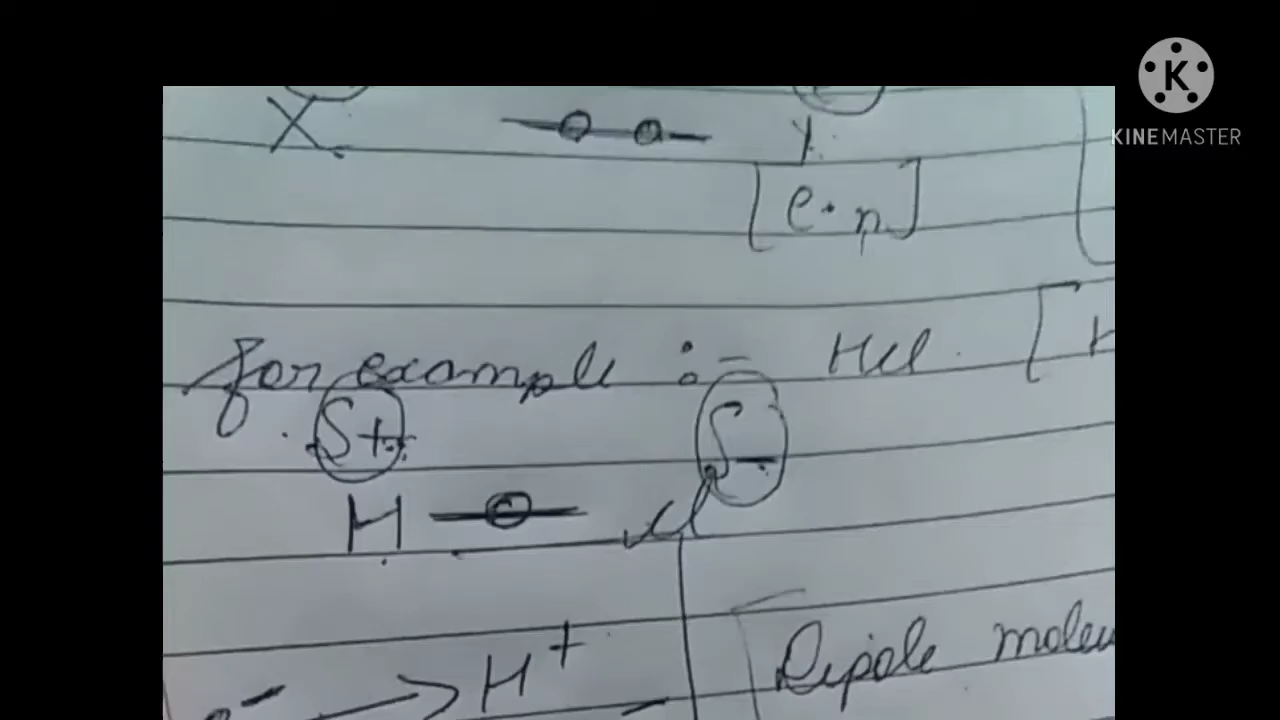 K
KINEMASTER
X Y
[e.n]
for example :- HCl [H
δ+ δ-
H Cl
e- → H+
Dipole molecu